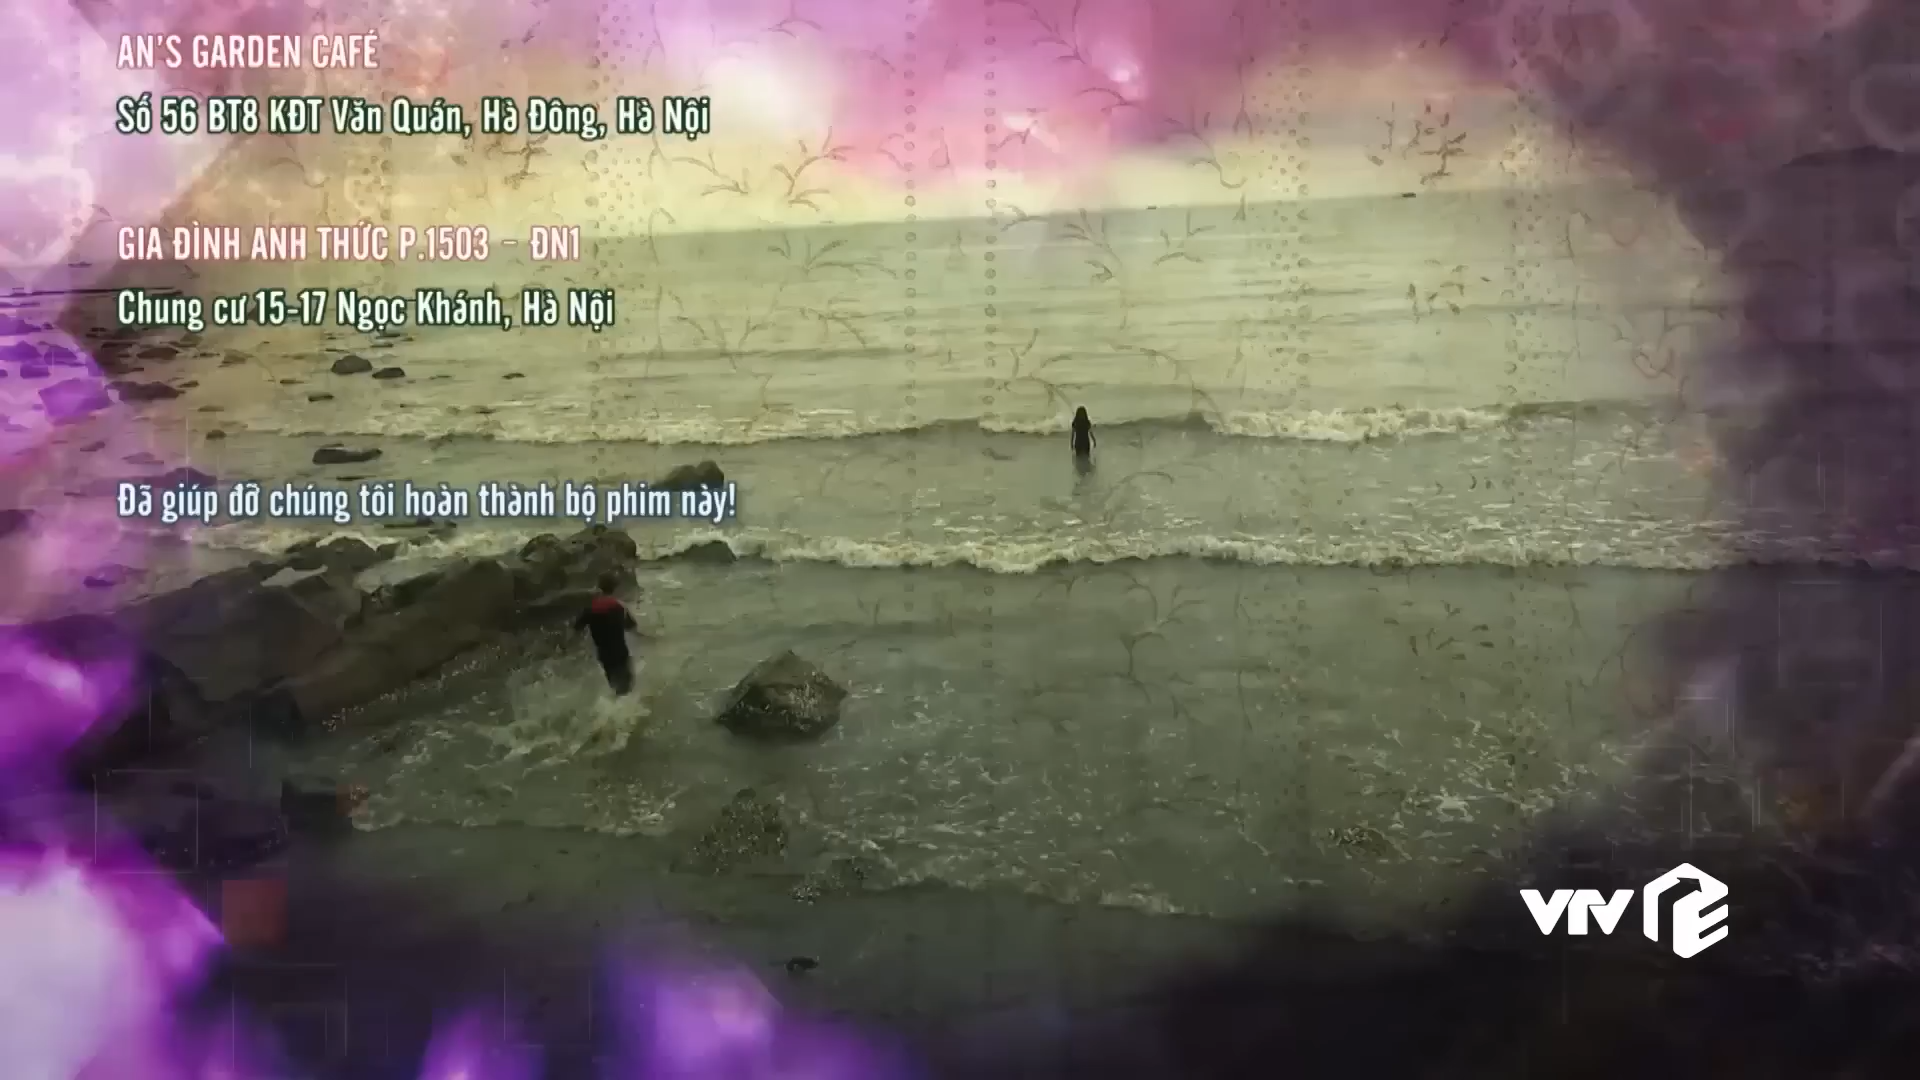 AN'S GARDEN CAFÉ
Số 56 BT8 KĐT Văn Quán, Hà Đông, Hà Nội
GIA ĐÌNH ANH THỨC P.1503 - ĐN1
Chung cư 15-17 Ngọc Khánh, Hà Nội
Đã giúp đỡ chúng tôi hoàn thành bộ phim này!
VTV